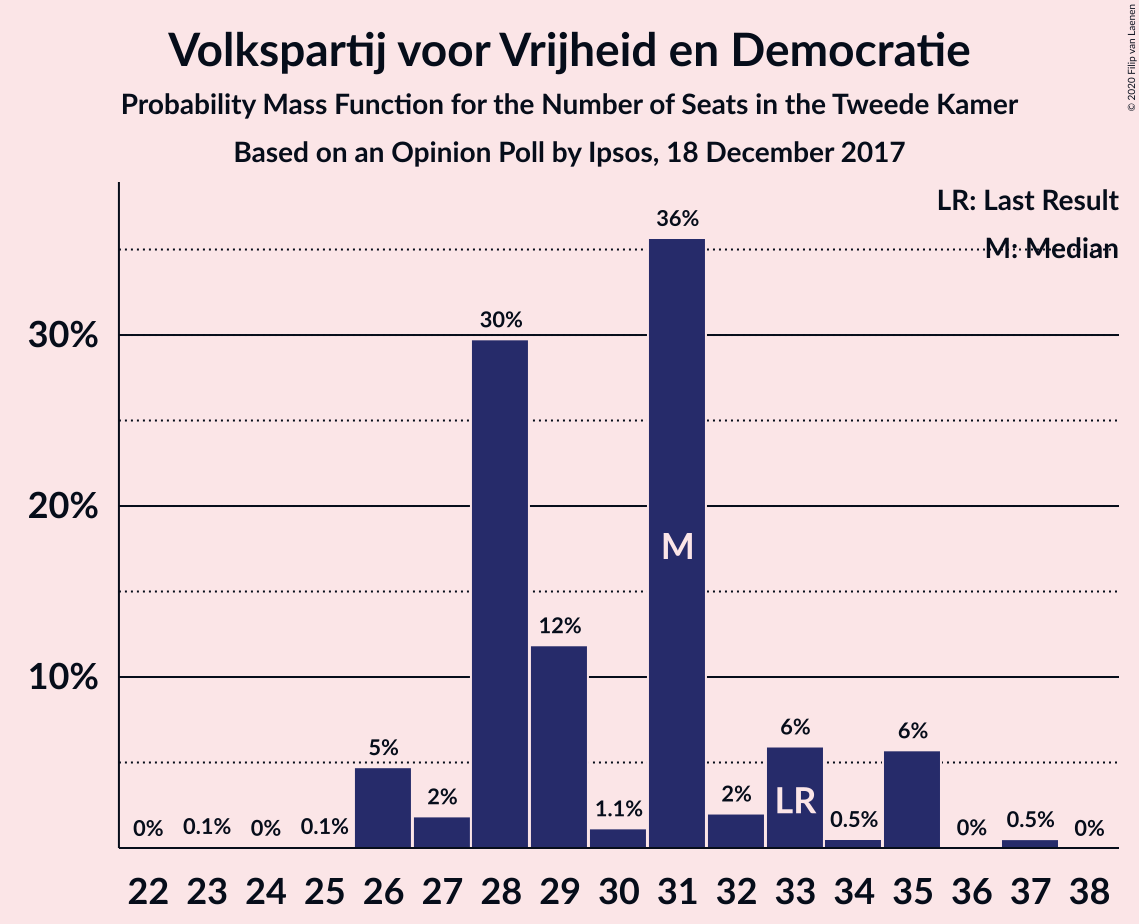 Volkspartij voor Vrijheid en Democratie
Probability Mass Function for the Number of Seats in the Tweede Kamer
Based on an Opinion Poll by Ipsos, 18 December 2017
© 2020 Filip van Laenen
LR: Last Result
M: Median
30%
20%
10%
0% 0.1% 0% 0.1% 5% 2% 30% 12% 1.1% 36% 2% 6% 0.5% 6% 0% 0.5% 0%
M
LR
22 23 24 25 26 27 28 29 30 31 32 33 34 35 36 37 38